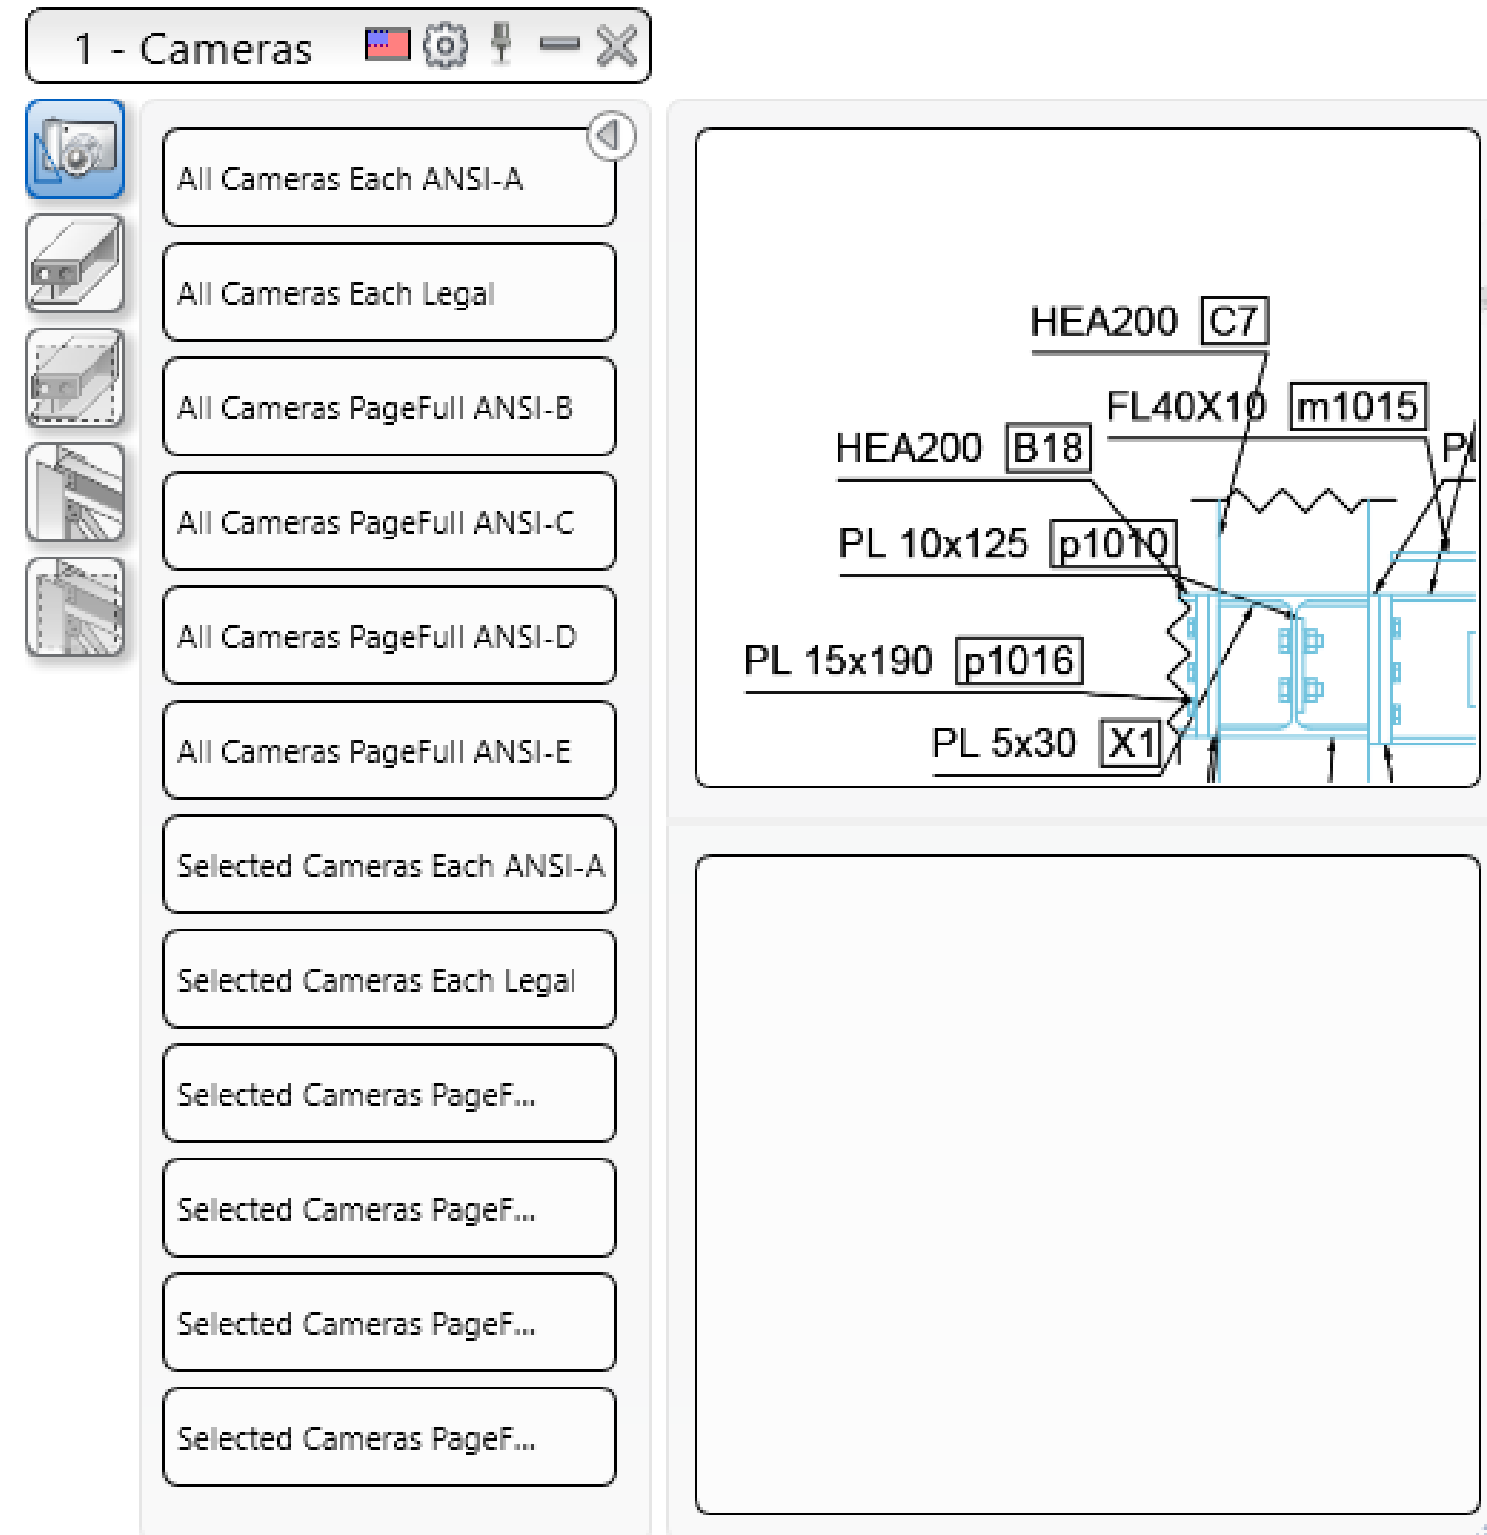 1 - Cameras
All Cameras Each ANSI-A
All Cameras Each Legal
All Cameras PageFull ANSI-B
All Cameras PageFull ANSI-C
All Cameras PageFull ANSI-D
All Cameras PageFull ANSI-E
Selected Cameras Each ANSI-A
Selected Cameras Each Legal
Selected Cameras PageF...
Selected Cameras PageF...
Selected Cameras PageF...
Selected Cameras PageF...
HEA200 C7
FL40X10 m1015
HEA200 B18
PL 10x125 p1010
PL 15x190 p1016
PL 5x30 X1